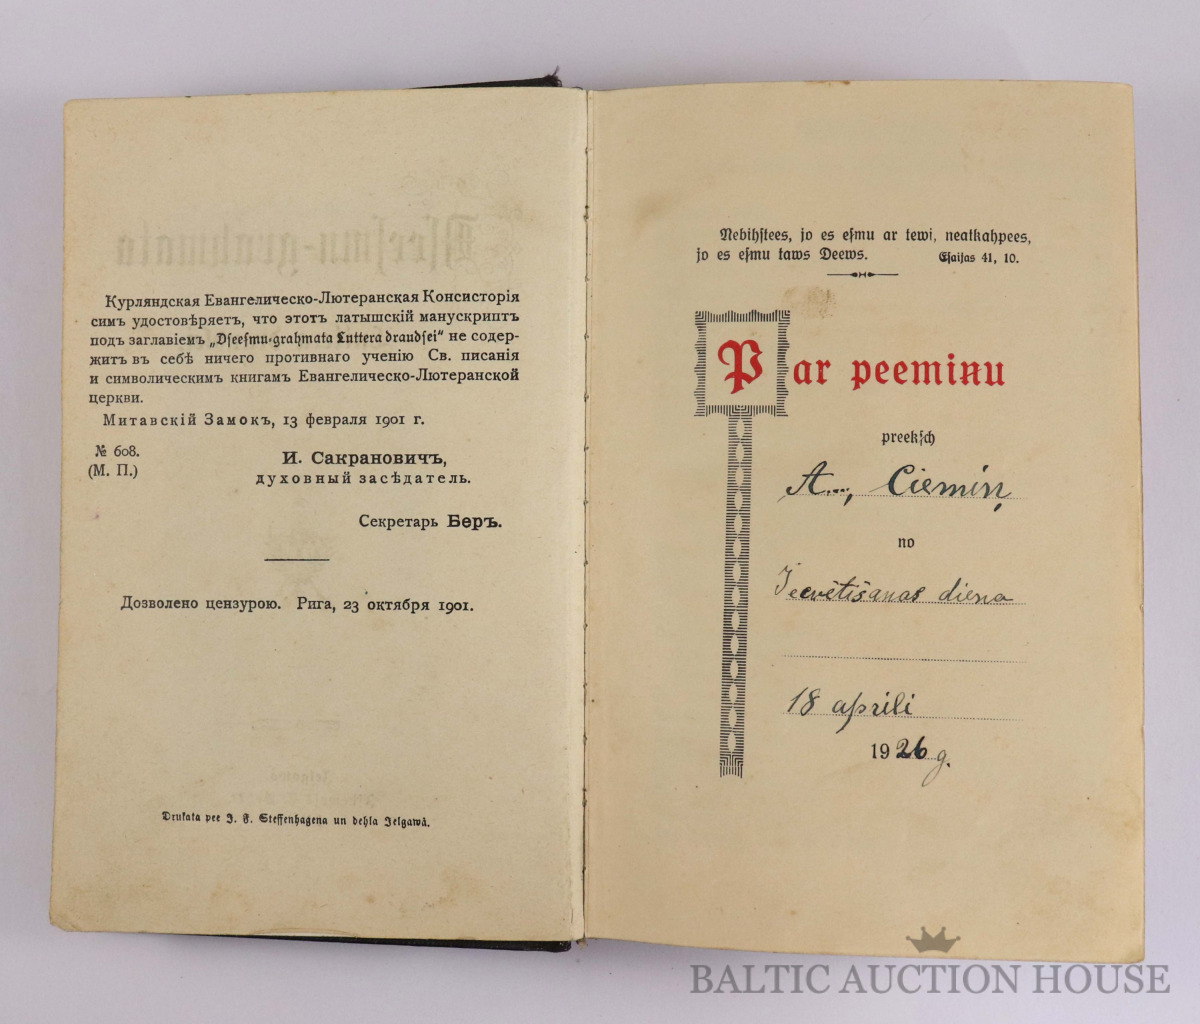 Курляндская Евангелическо-Лютеранская Консисторія
симъ удостовѣряетъ, что этотъ латышскій манускриптъ
подъ заглавіемъ „Dſeeſmu-grahmata Luttera draudſei“ не содер-
житъ въ себѣ ничего противнаго ученію Св. писанія
и символическимъ книгамъ Евангелическо-Лютеранской
церкви.
Митавскій Замокъ, 13 февраля 1901 г.
№ 608.
(М. П.)
И. Сакрановичъ,
духовный засѣдатель.
Секретарь Беръ.
Дозволено цензурою. Рига, 23 октября 1901.
Drukata pee J. F. Steffenhagena un dehla Jelgawâ.
Nebihſtees, jo es eſmu ar tewi, neatkahpees,
jo es eſmu taws Deews. Eſaijas 41, 10.
Par peeminu
preekſch
A..., Ciemiņ
no
Iesvētīšanas diena
18 aprili
1926 g.
BALTIC AUCTION HOUSE